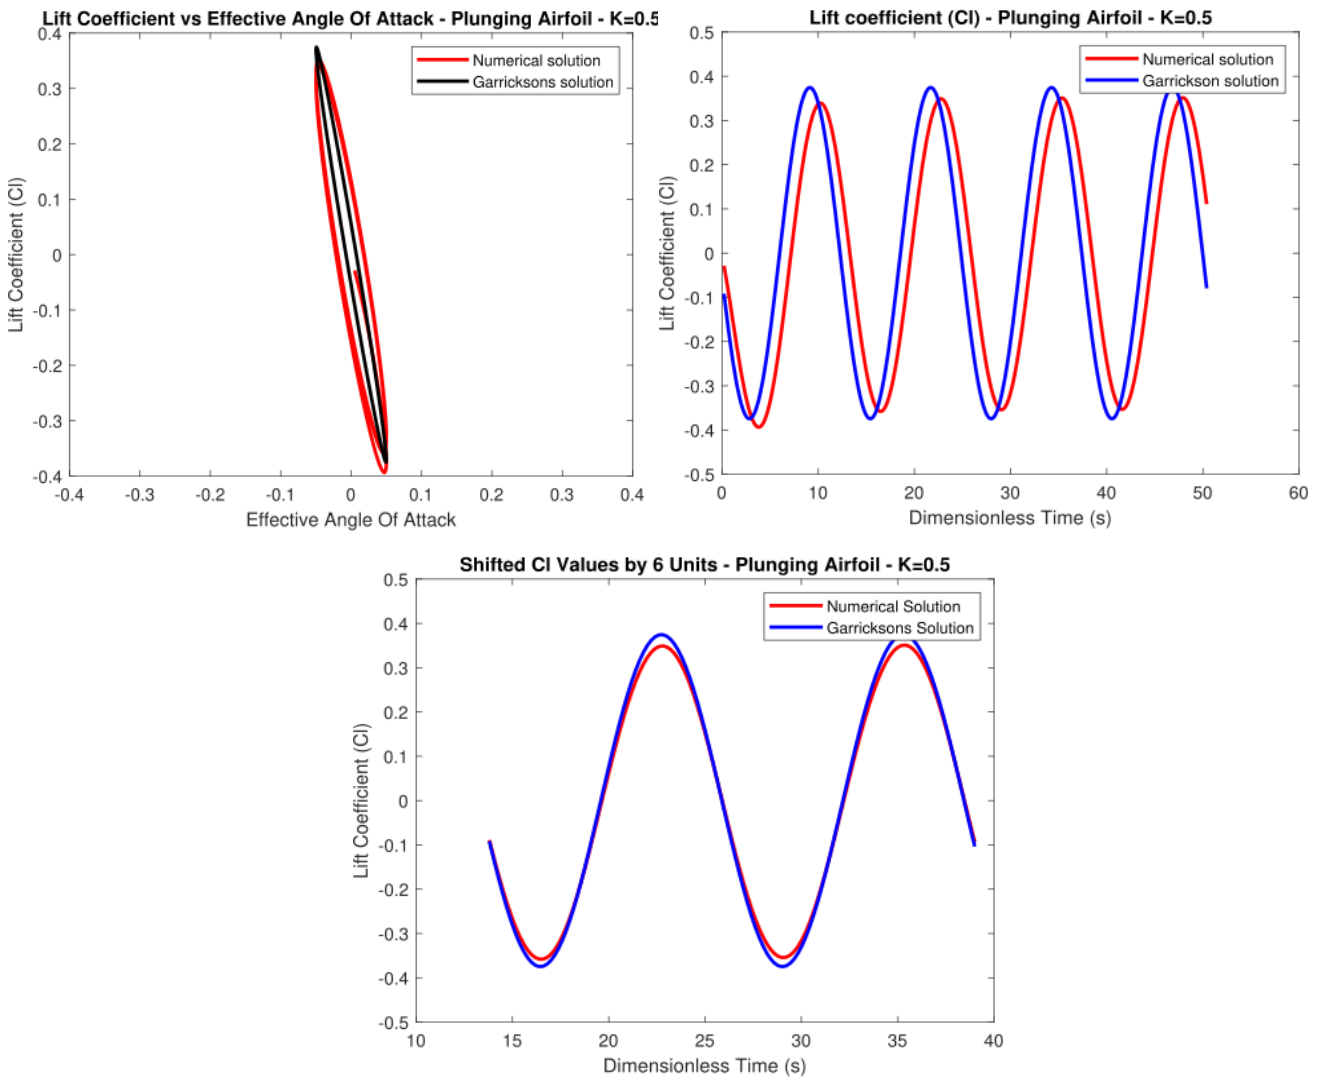 Lift Coefficient vs Effective Angle Of Attack - Plunging Airfoil - K=0.5
Numerical solution
Garricksons solution
0.4
0.3
0.2
0.1
0
-0.1
-0.2
-0.3
-0.4
Lift Coefficient (Cl)
-0.4 -0.3 -0.2 -0.1 0 0.1 0.2 0.3 0.4
Effective Angle Of Attack
Lift coefficient (Cl) - Plunging Airfoil - K=0.5
Numerical solution
Garrickson solution
0.5
0.4
0.3
0.2
0.1
0
-0.1
-0.2
-0.3
-0.4
-0.5
Lift Coefficient (Cl)
0 10 20 30 40 50 60
Dimensionless Time (s)
Shifted Cl Values by 6 Units - Plunging Airfoil - K=0.5
Numerical Solution
Garricksons Solution
0.5
0.4
0.3
0.2
0.1
0
-0.1
-0.2
-0.3
-0.4
-0.5
Lift Coefficient (Cl)
10 15 20 25 30 35 40
Dimensionless Time (s)